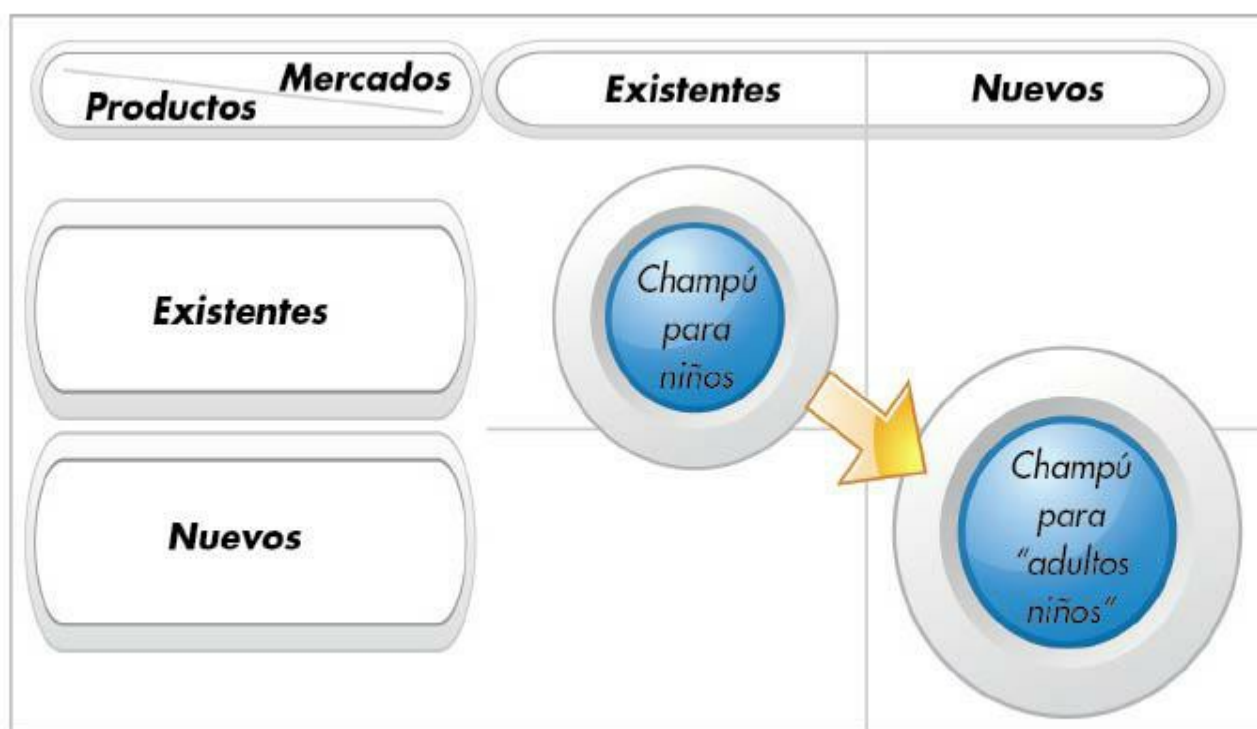 Mercados
Productos
Existentes
Nuevos
Existentes
Champú
para
niños
Nuevos
Champú
para
“adultos
niños”